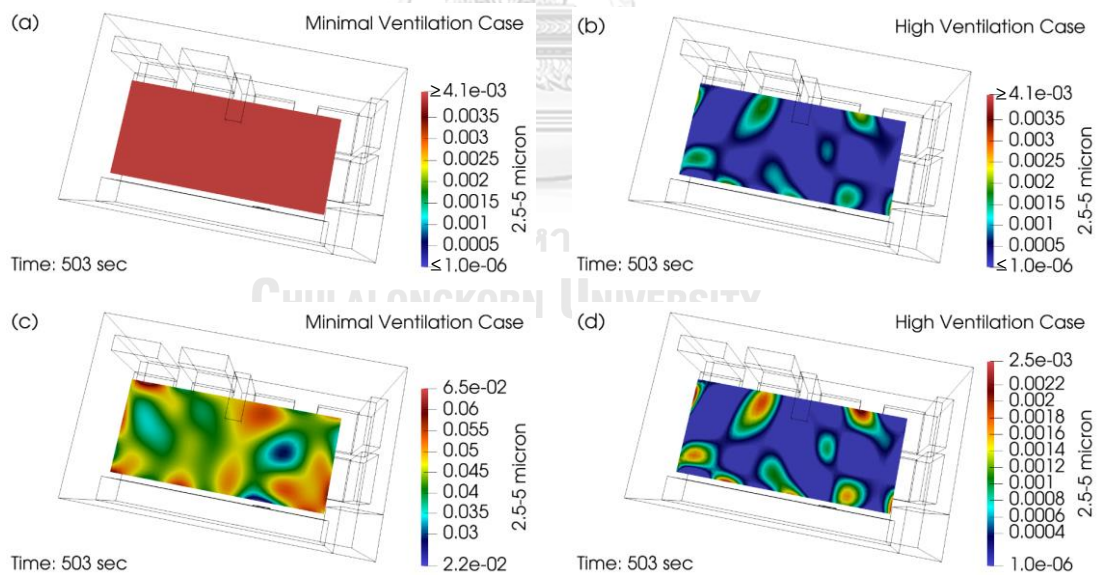 (a)
Minimal Ventilation Case
≥4.1e-03
0.0035
0.003
0.0025
0.002
0.0015
0.001
0.0005
≤1.0e-06
2.5-5 micron
Time: 503 sec
(b)
High Ventilation Case
≥4.1e-03
0.0035
0.003
0.0025
0.002
0.0015
0.001
0.0005
≤1.0e-06
2.5-5 micron
Time: 503 sec
CHULALONGKORN UNIVERSITY
(c)
Minimal Ventilation Case
6.5e-02
0.06
0.055
0.05
0.045
0.04
0.035
0.03
2.2e-02
2.5-5 micron
Time: 503 sec
(d)
High Ventilation Case
2.5e-03
0.0022
0.002
0.0018
0.0016
0.0014
0.0012
0.0010
0.0008
0.0006
0.0004
1.0e-06
2.5-5 micron
Time: 503 sec